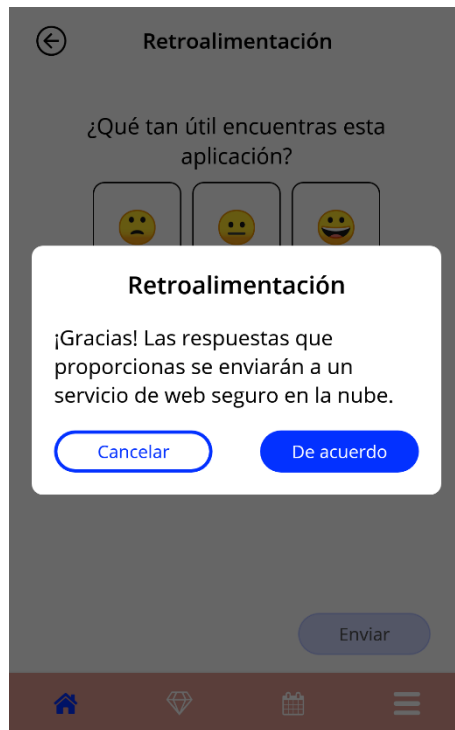 Retroalimentación
¿Qué tan útil encuentras esta
aplicación?
Retroalimentación
¡Gracias! Las respuestas que
proporcionas se enviarán a un
servicio de web seguro en la nube.
Cancelar
De acuerdo
Enviar